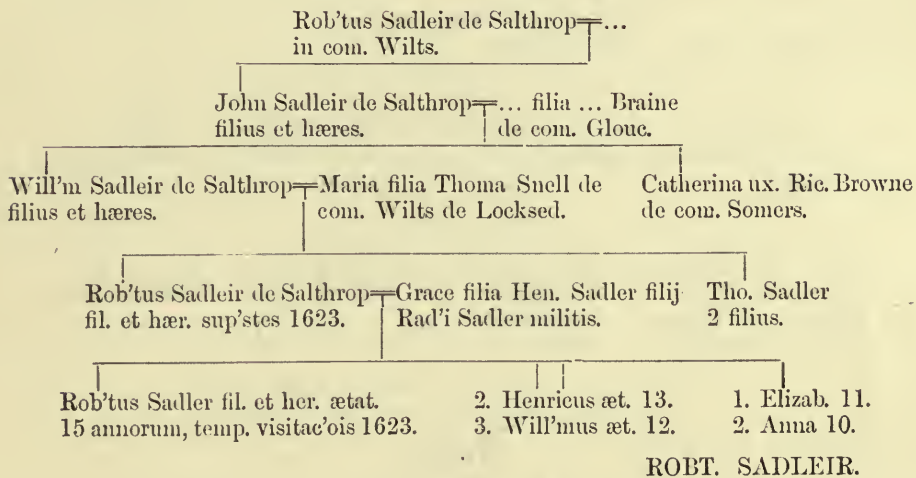 Rob'tus Sadleir de Salthrop=...
in com. Wilts.
John Sadleir de Salthrop=... filia ... Braine
filius et hæres. de com. Glouc.
Will'm Sadleir de Salthrop=Maria filia Thoma Snell de Catherina ux. Ric. Browne
filius et hæres. com. Wilts de Locksed. de com. Somers.
Rob'tus Sadleir de Salthrop=Grace filia Hen. Sadler filij Tho. Sadler
fil. et hær. sup'stes 1623. Rad'i Sadler militis. 2 filius.
Rob'tus Sadler fil. et her. ætat. 2. Henricus æt. 13. 1. Elizab. 11.
15 annorum, temp. visitac'ois 1623. 3. Will'mus æt. 12. 2. Anna 10.
ROBT. SADLEIR.